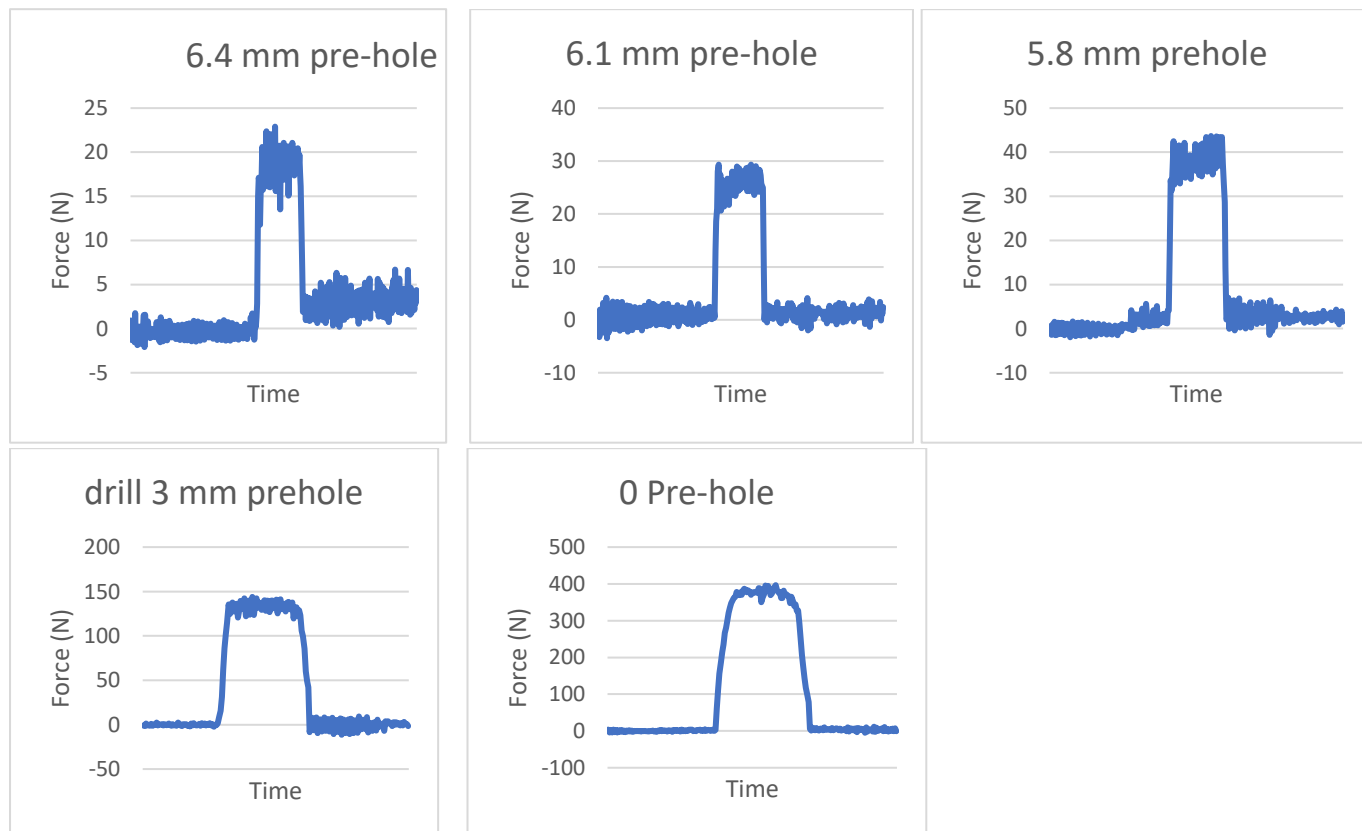 6.4 mm pre-hole
25
20
15
10
5
0
-5
Force (N)
Time
6.1 mm pre-hole
40
30
20
10
0
-10
Force (N)
Time
5.8 mm prehole
50
40
30
20
10
0
-10
Force (N)
Time
drill 3 mm prehole
200
150
100
50
0
-50
Force (N)
Time
0 Pre-hole
500
400
300
200
100
0
-100
Force (N)
Time